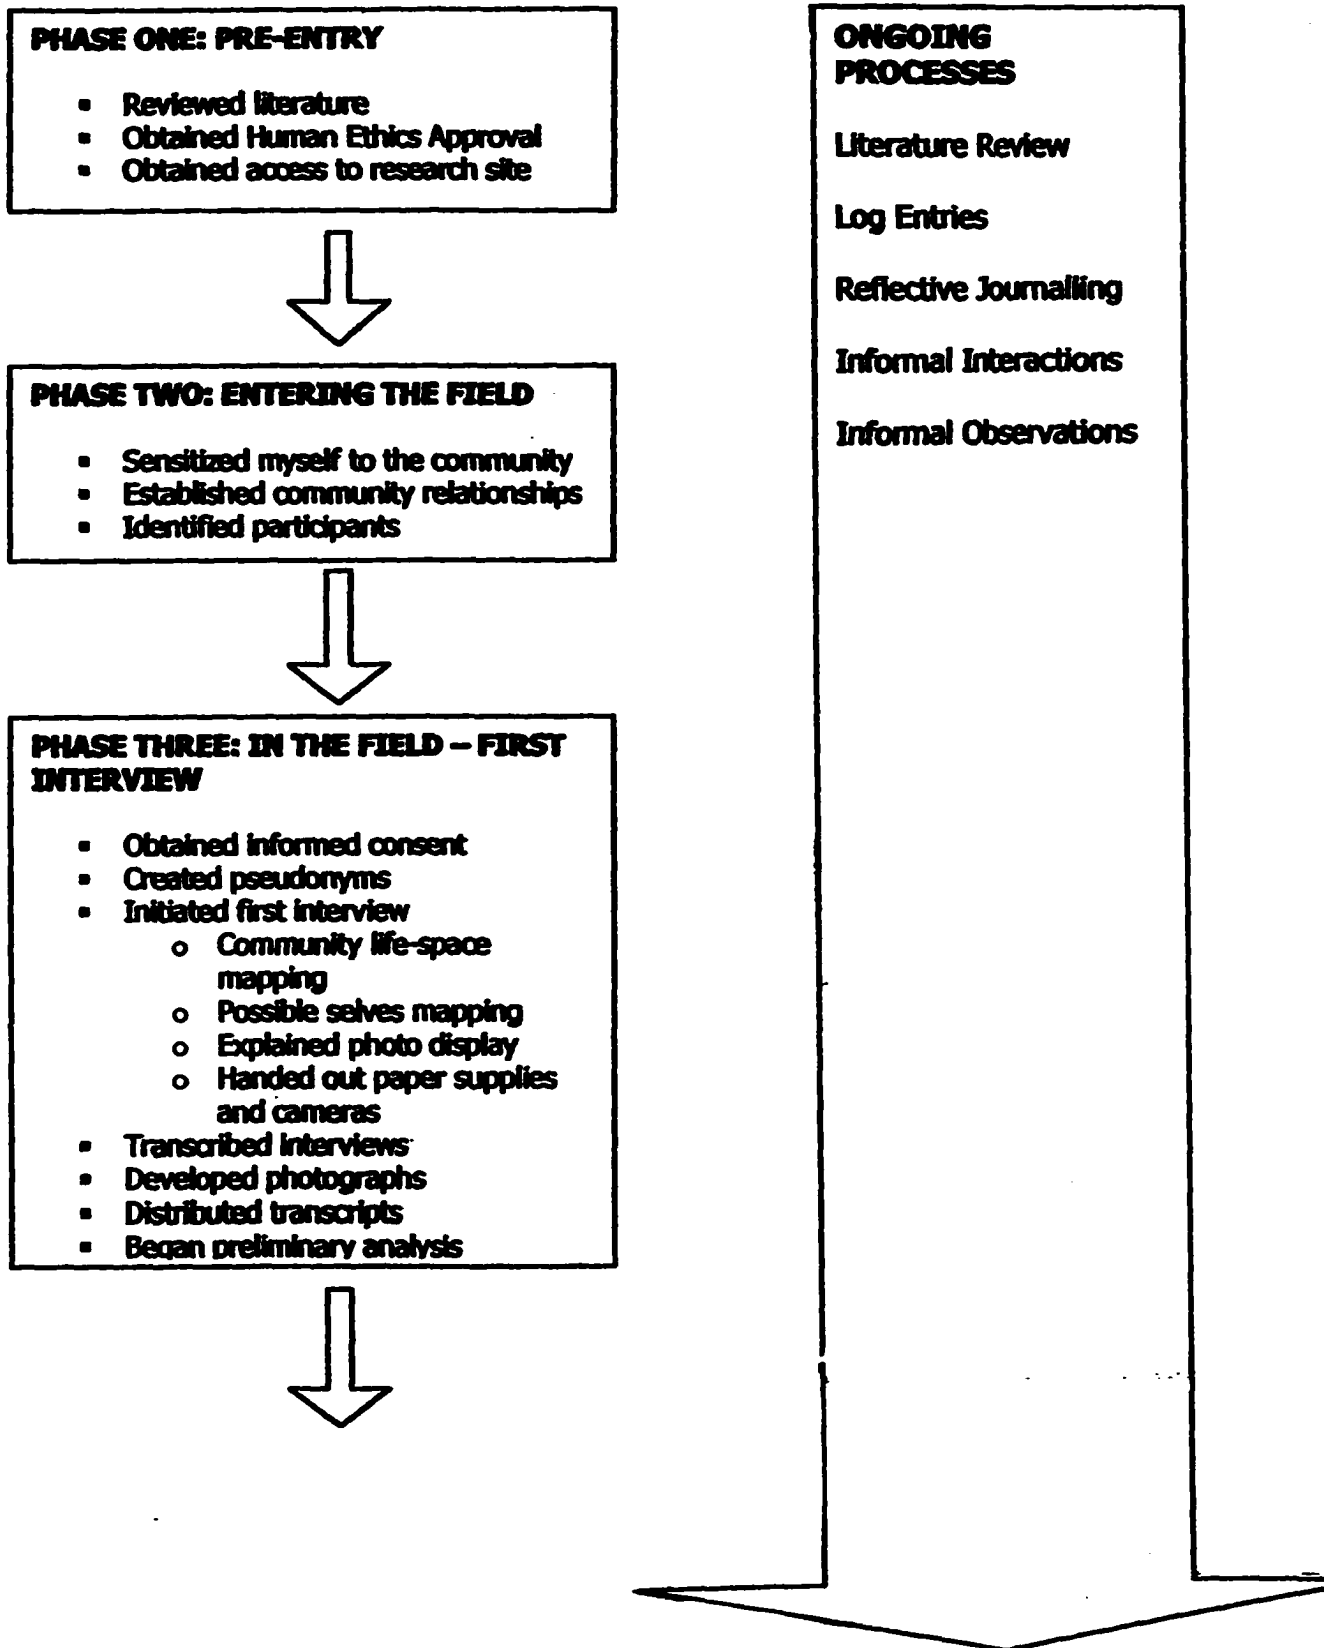 PHASE ONE: PRE-ENTRY
▪ Reviewed literature
▪ Obtained Human Ethics Approval
▪ Obtained access to research site
PHASE TWO: ENTERING THE FIELD
▪ Sensitized myself to the community
▪ Established community relationships
▪ Identified participants
PHASE THREE: IN THE FIELD – FIRST
INTERVIEW
▪ Obtained informed consent
▪ Created pseudonyms
▪ Initiated first interview
o Community life-space
mapping
o Possible selves mapping
o Explained photo display
o Handed out paper supplies
and cameras
▪ Transcribed interviews
▪ Developed photographs
▪ Distributed transcripts
▪ Began preliminary analysis
ONGOING
PROCESSES
Literature Review
Log Entries
Reflective Journalling
Informal Interactions
Informal Observations